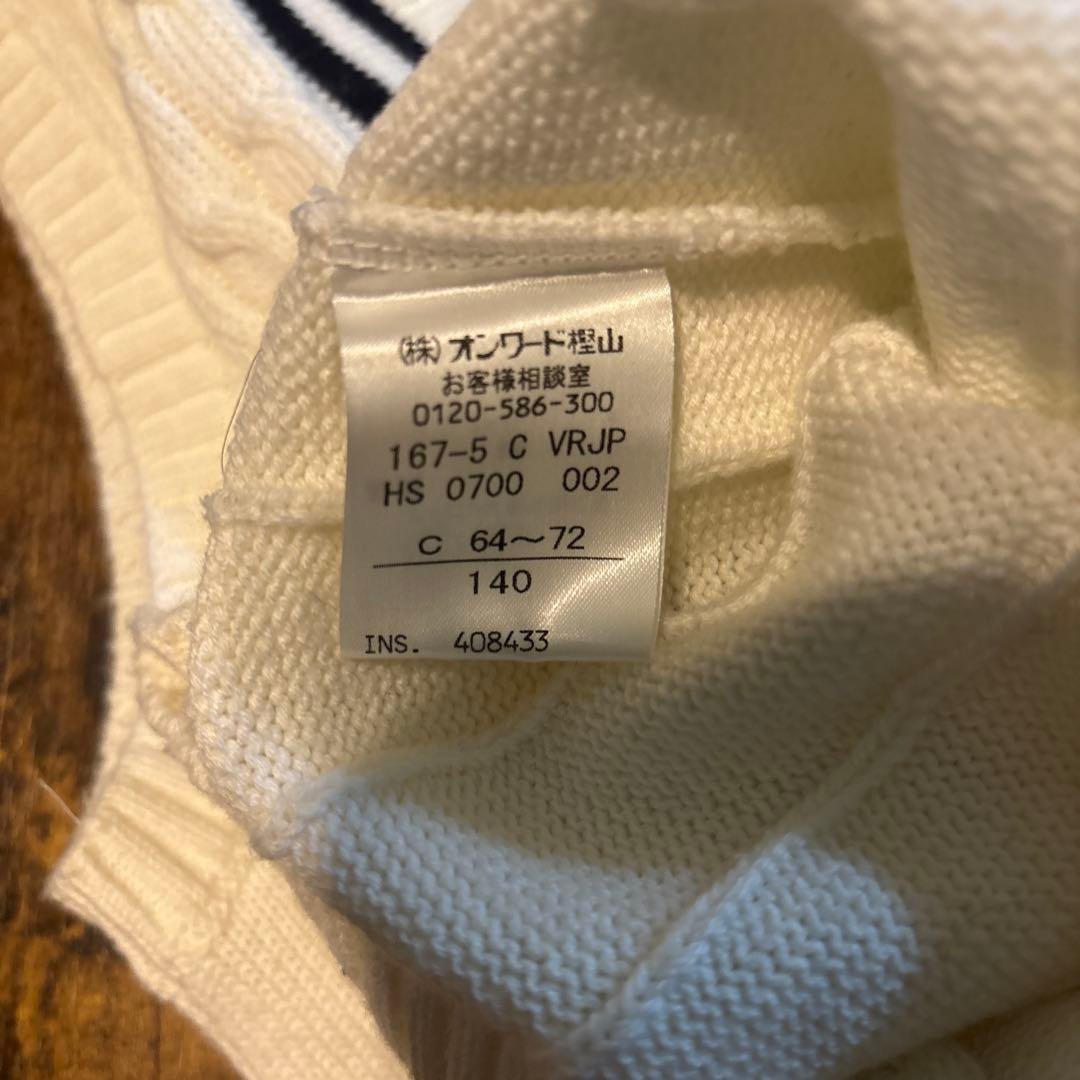 (株)オンワード樫山
お客様相談室
0120-586-300
167-5 C VRJP
HS 0700 002
C 64~72
140
INS. 408433